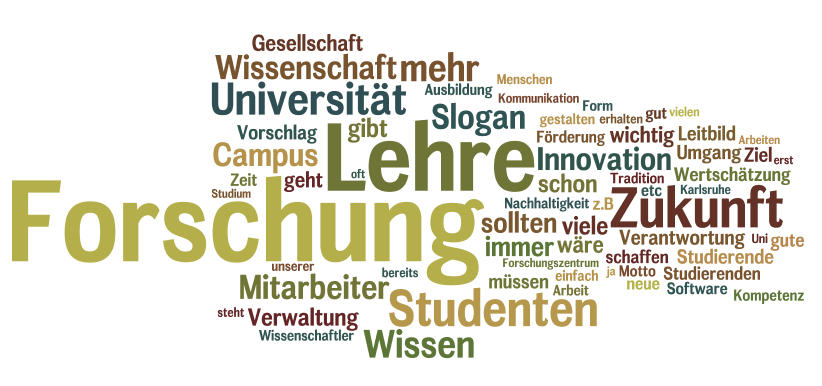 Gesellschaft
Wissenschaft mehr
Menschen
Universität
Ausbildung
Kommunikation
Slogan
Form
gestalten erhalten gut vielen
Vorschlag
gibt
Lehre
Förderung wichtig Leitbild Arbeiten
Campus
oft
Innovation
Umgang Ziel erst
Zeit
geht
schon
Tradition
Wertschätzung
Studium
etc
Karlsruhe
Forschung
Nachhaltigkeit z.B
Zukunft
sollten viele
immer wäre
Verantwortung Uni gute
Forschungszentrum
schaffen Studierende
unserer
bereits
müssen einfach ja Motto Studierenden
Mitarbeiter
Arbeit
neue Software
Kompetenz
Studenten
steht Verwaltung
Wissenschaftler
Wissen